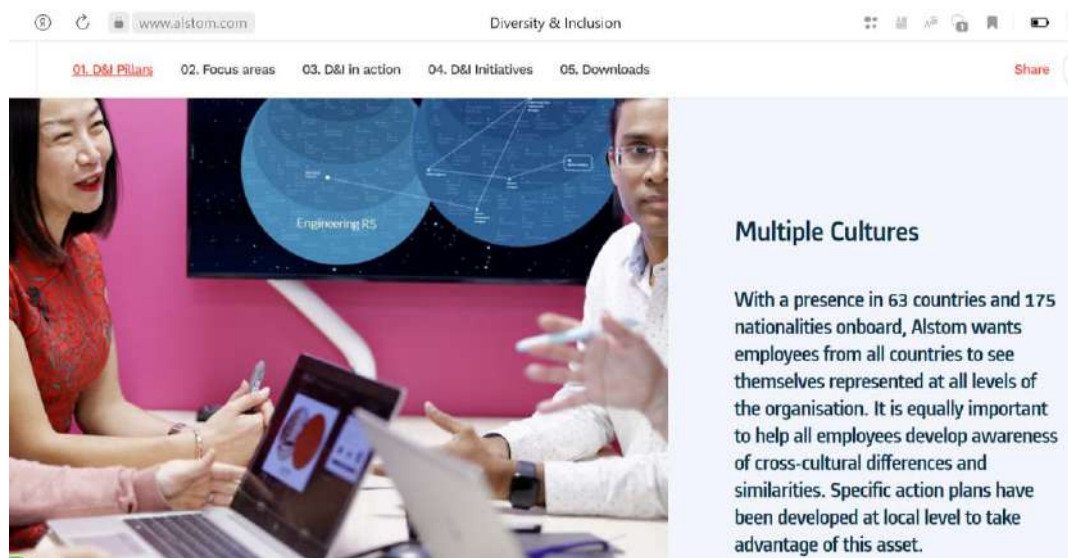 www.alstom.com
Diversity & Inclusion
01. D&I Pillars 02. Focus areas 03. D&I in action 04. D&I Initiatives 05. Downloads
Share
Engineering RS
Multiple Cultures
With a presence in 63 countries and 175
nationalities onboard, Alstom wants
employees from all countries to see
themselves represented at all levels of
the organisation. It is equally important
to help all employees develop awareness
of cross-cultural differences and
similarities. Specific action plans have
been developed at local level to take
advantage of this asset.